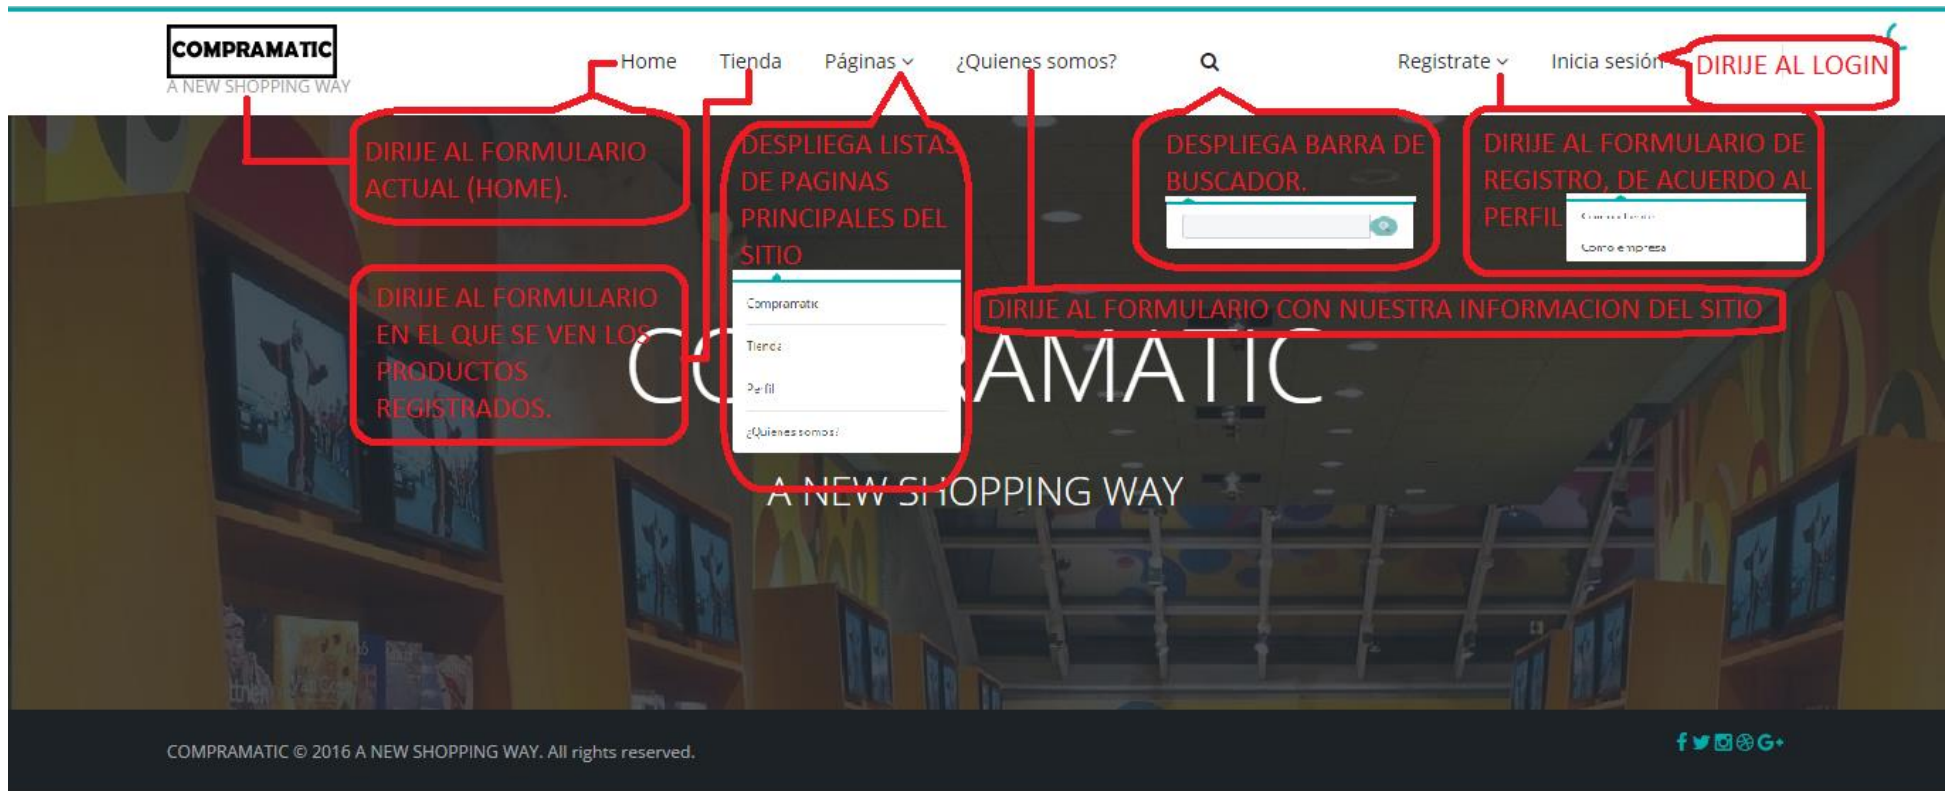 COMPRAMATIC
A NEW SHOPPING WAY
Home
Tienda
Páginas
¿Quienes somos?
Registrate
Inicia sesión
DIRIJE AL LOGIN
DIRIJE AL FORMULARIO
ACTUAL (HOME).
DESPLIEGA LISTAS
DE PAGINAS
PRINCIPALES DEL
SITIO
Compramatic
Tienda
Perfil
¿Quienes somos?
DESPLIEGA BARRA DE
BUSCADOR.
DIRIJE AL FORMULARIO DE
REGISTRO, DE ACUERDO AL
PERFIL
Como empresa
DIRIJE AL FORMULARIO
EN EL QUE SE VEN LOS
PRODUCTOS
REGISTRADOS.
DIRIJE AL FORMULARIO CON NUESTRA INFORMACION DEL SITIO
COMPRAMATIC
A NEW SHOPPING WAY
COMPRAMATIC © 2016 A NEW SHOPPING WAY. All rights reserved.